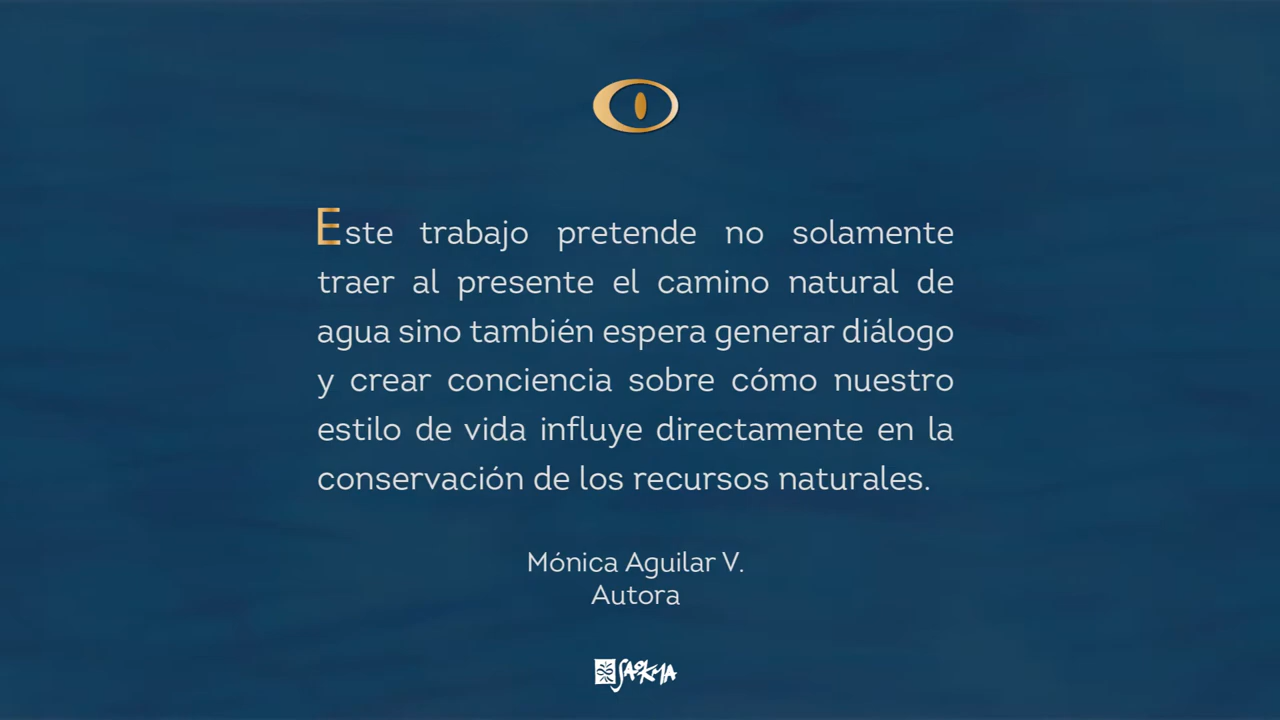 Este trabajo pretende no solamente
traer al presente el camino natural de
agua sino también espera generar diálogo
y crear conciencia sobre cómo nuestro
estilo de vida influye directamente en la
conservación de los recursos naturales.
Mónica Aguilar V.
Autora